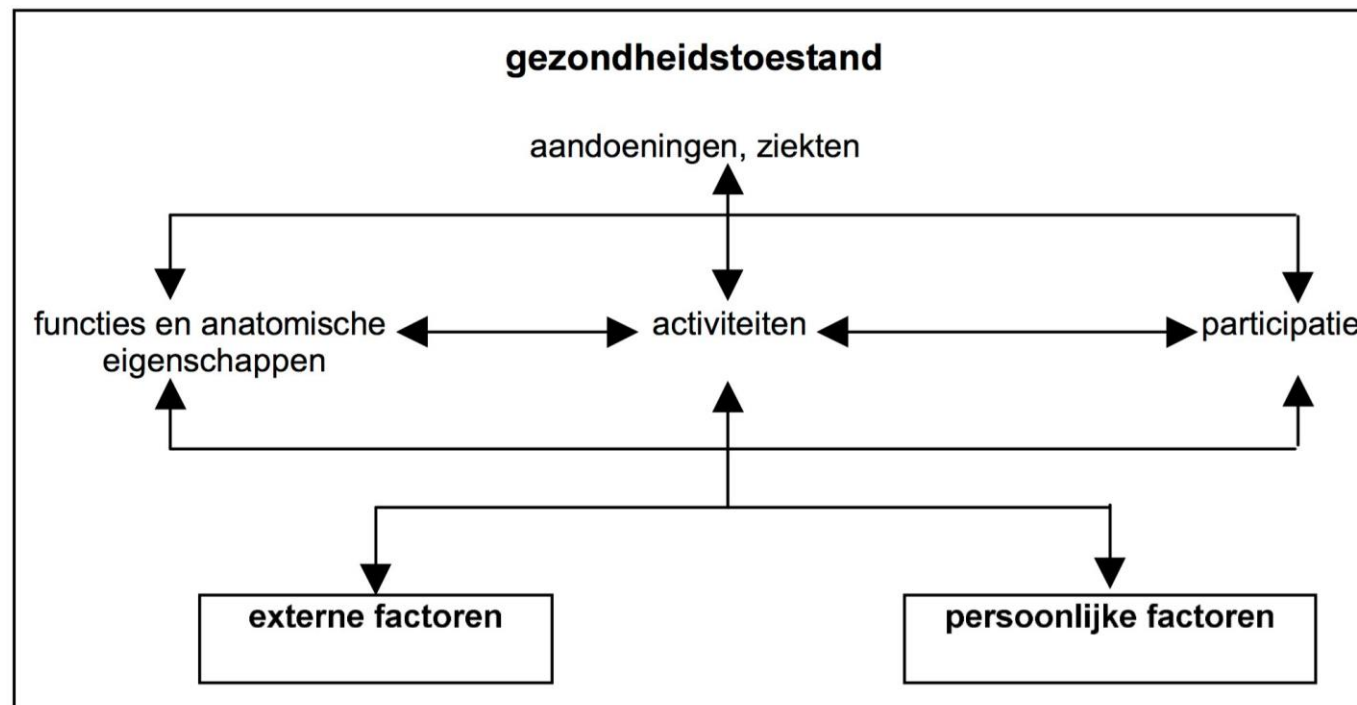 gezondheidstoestand
aandoeningen, ziekten
functies en anatomische
eigenschappen
activiteiten
participatie
externe factoren
persoonlijke factoren